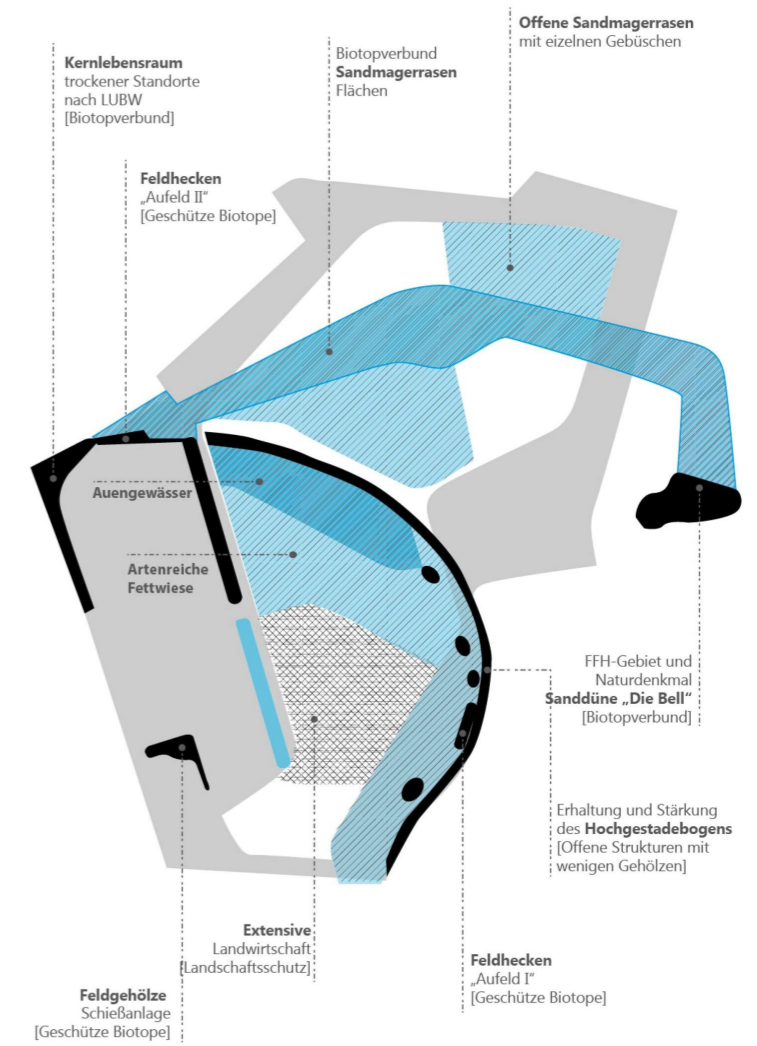 Offene Sandmagerrasen
mit eizelnen Gebüschen
Biotopverbund
Sandmagerrasen
Flächen
Kernlebensraum
trockener Standorte
nach LUBW
[Biotopverbund]
Feldhecken
„Aufeld II“
[Geschütze Biotope]
Auengewässer
Artenreiche
Fettwiese
FFH-Gebiet und
Naturdenkmal
Sanddüne „Die Bell“
[Biotopverbund]
Erhaltung und Stärkung
des Hochgestadebogens
[Offene Strukturen mit
wenigen Gehölzen]
Extensive
Landwirtschaft
[Landschaftsschutz]
Feldhecken
„Aufeld I“
[Geschütze Biotope]
Feldgehölze
Schießanlage
[Geschütze Biotope]